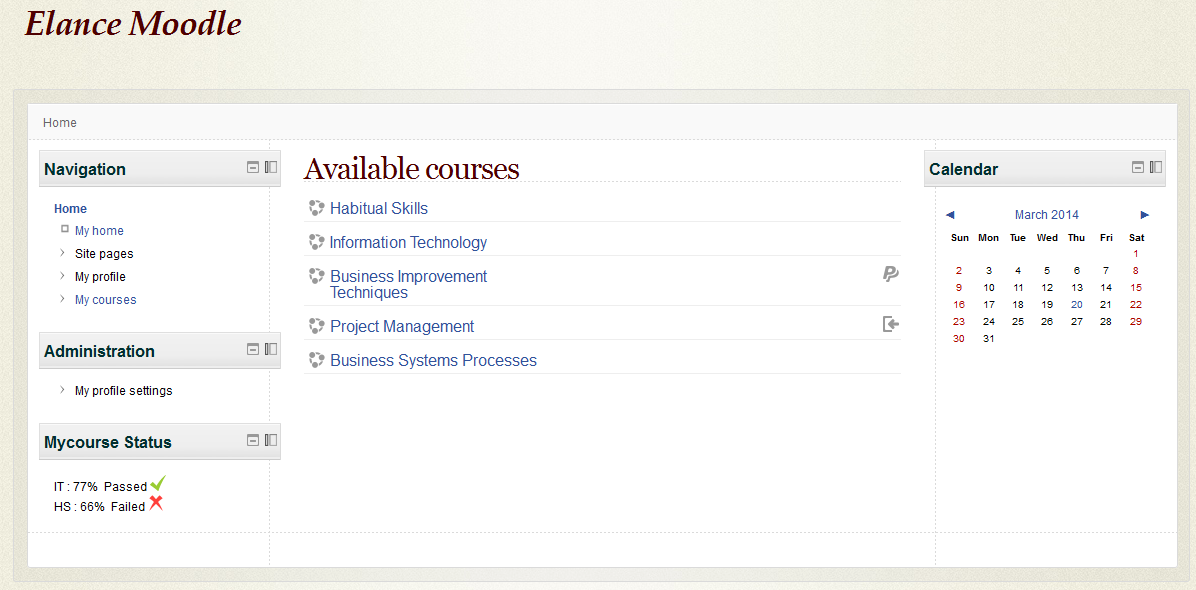 Elance Moodle
Home
Navigation
Home
My home
Site pages
My profile
My courses
Administration
My profile settings
Mycourse Status
IT : 77% Passed
HS : 66% Failed
Available courses
Habitual Skills
Information Technology
Business Improvement
Techniques
Project Management
Business Systems Processes
Calendar
◄ March 2014 ►
Sun Mon Tue Wed Thu Fri Sat
1
2 3 4 5 6 7 8
9 10 11 12 13 14 15
16 17 18 19 20 21 22
23 24 25 26 27 28 29
30 31